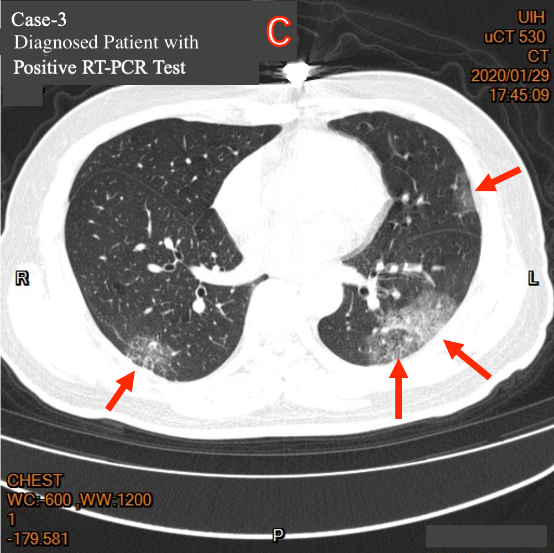 Case-3
Diagnosed Patient with
Positive RT-PCR Test
C
UIH
uCT 530
CT
2020/01/29
17:45:09
R
L
CHEST
WC:-600 ,WW:1200
1
-179.581
P